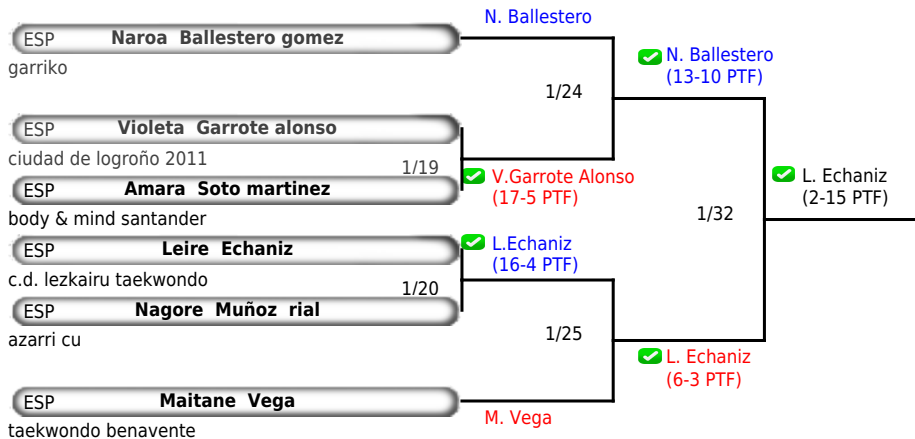 N. Ballestero
ESP Naroa Ballestero gomez
garriko
N. Ballestero
(13-10 PTF)
1/24
ESP Violeta Garrote alonso
ciudad de logroño 2011
1/19
V.Garrote Alonso
(17-5 PTF)
ESP Amara Soto martinez
body & mind santander
L. Echaniz
(2-15 PTF)
1/32
ESP Leire Echaniz
c.d. lezkairu taekwondo
L.Echaniz
(16-4 PTF)
1/20
ESP Nagore Muñoz rial
azarri cu
1/25
L. Echaniz
(6-3 PTF)
ESP Maitane Vega
taekwondo benavente
M. Vega